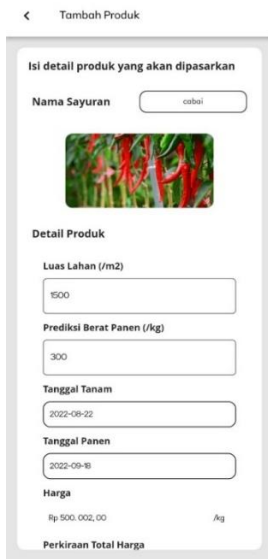 Tambah Produk
Isi detail produk yang akan dipasarkan
Nama Sayuran
cabai
Detail Produk
Luas Lahan (/m2)
1500
Prediksi Berat Panen (/kg)
300
Tanggal Tanam
2022-08-22
Tanggal Panen
2022-09-18
Harga
Rp 500. 002, 00 /kg
Perkiraan Total Harga